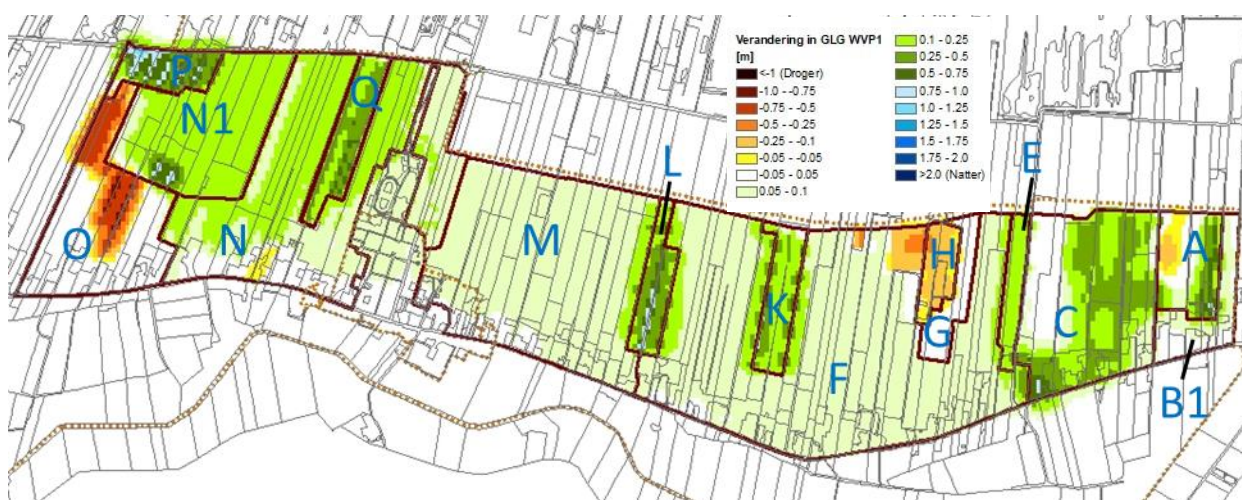 Verandering in GLG WVP1
[m]
<-1 (Droger)
-1.0 - -0.75
-0.75 - -0.5
-0.5 - -0.25
-0.25 - -0.1
-0.05 - -0.05
-0.05 - 0.05
0.05 - 0.1
0.1 - 0.25
0.25 - 0.5
0.5 - 0.75
0.75 - 1.0
1.0 - 1.25
1.25 - 1.5
1.5 - 1.75
1.75 - 2.0
>2.0 (Natter)
P
Q
N1
L
E
O
N
M
K
H
G
F
C
A
B1